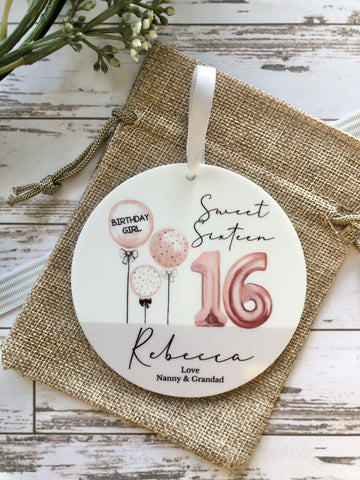 BIRTHDAY
GIRL
Sweet
Sixteen
16
Rebecca
Love
Nanny & Grandad